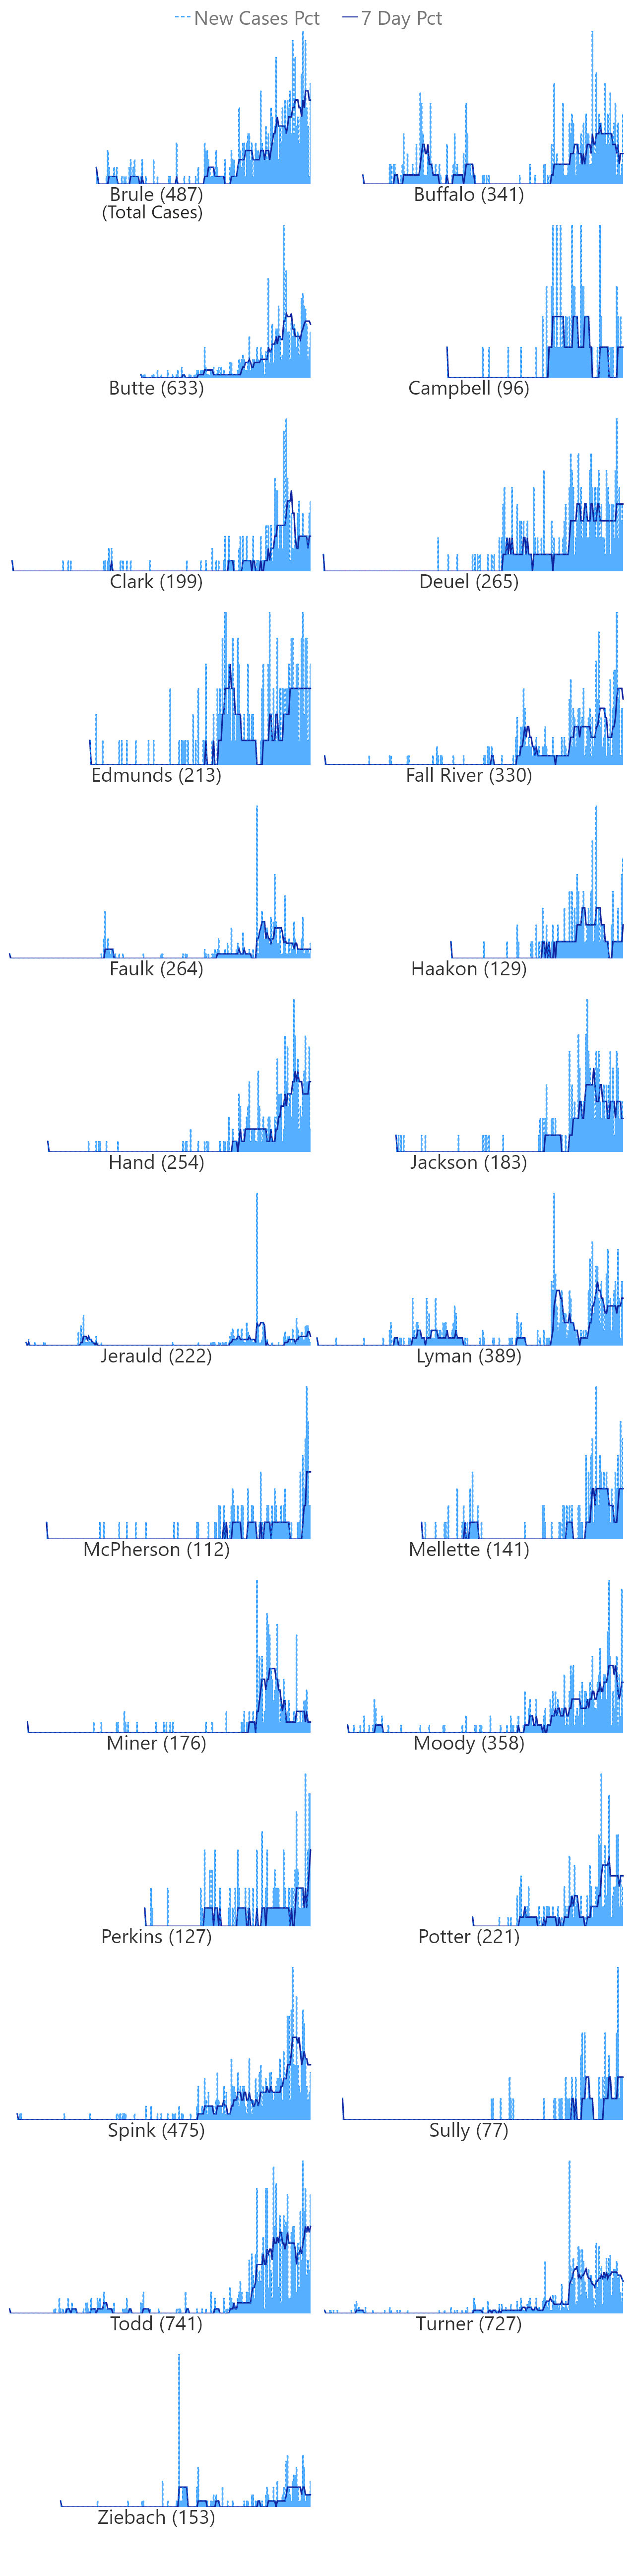 New Cases Pct 7 Day Pct
Brule (487) Buffalo (341)
(Total Cases)
Butte (633) Campbell (96)
Clark (199) Deuel (265)
Edmunds (213) Fall River (330)
Faulk (264) Haakon (129)
Hand (254) Jackson (183)
Jerauld (222) Lyman (389)
McPherson (112) Mellette (141)
Miner (176) Moody (358)
Perkins (127) Potter (221)
Spink (475) Sully (77)
Todd (741) Turner (727)
Ziebach (153)